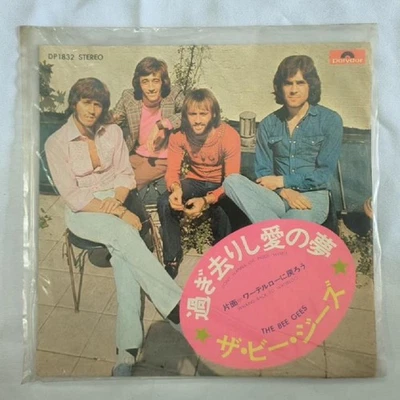 DP1832 STEREO
Polydor
過ぎ去りし愛の夢
片面=ワーテルローに戻ろう
THE BEE GEES
ザ・ビー・ジーズ